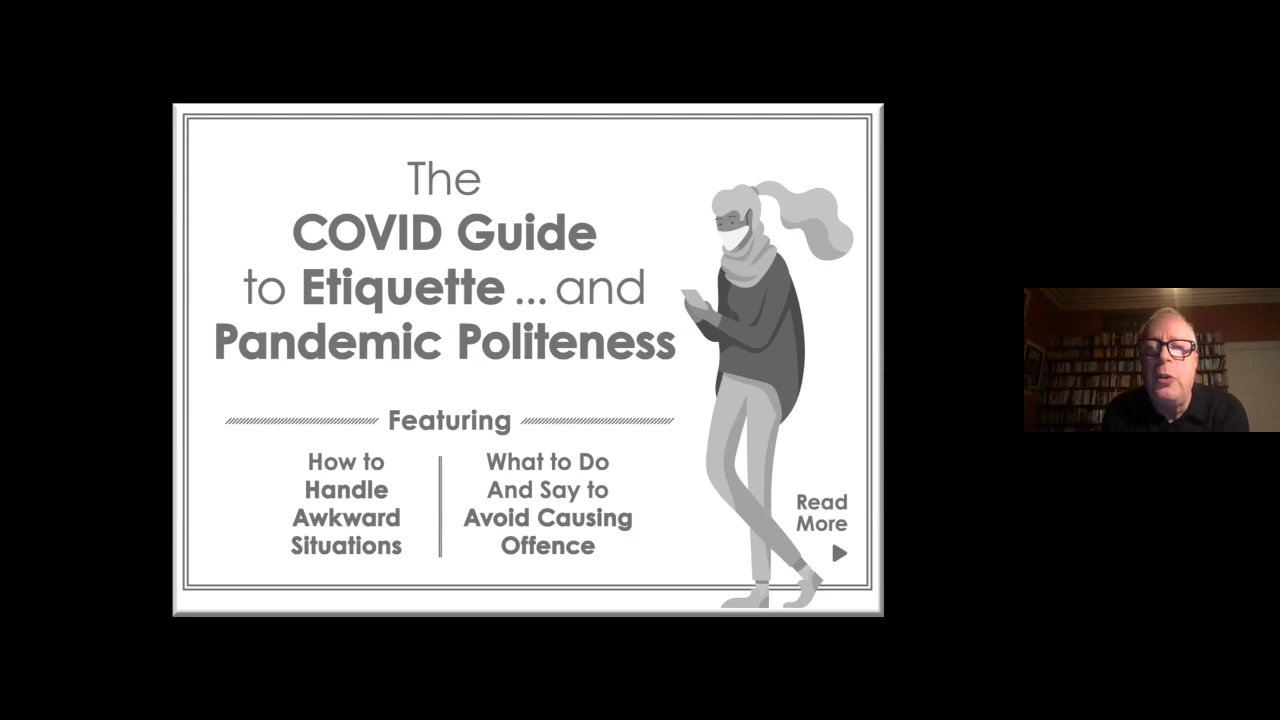 The
COVID Guide
to Etiquette ... and
Pandemic Politeness
Featuring
How to
Handle
Awkward
Situations
What to Do
And Say to
Avoid Causing
Offence
Read
More